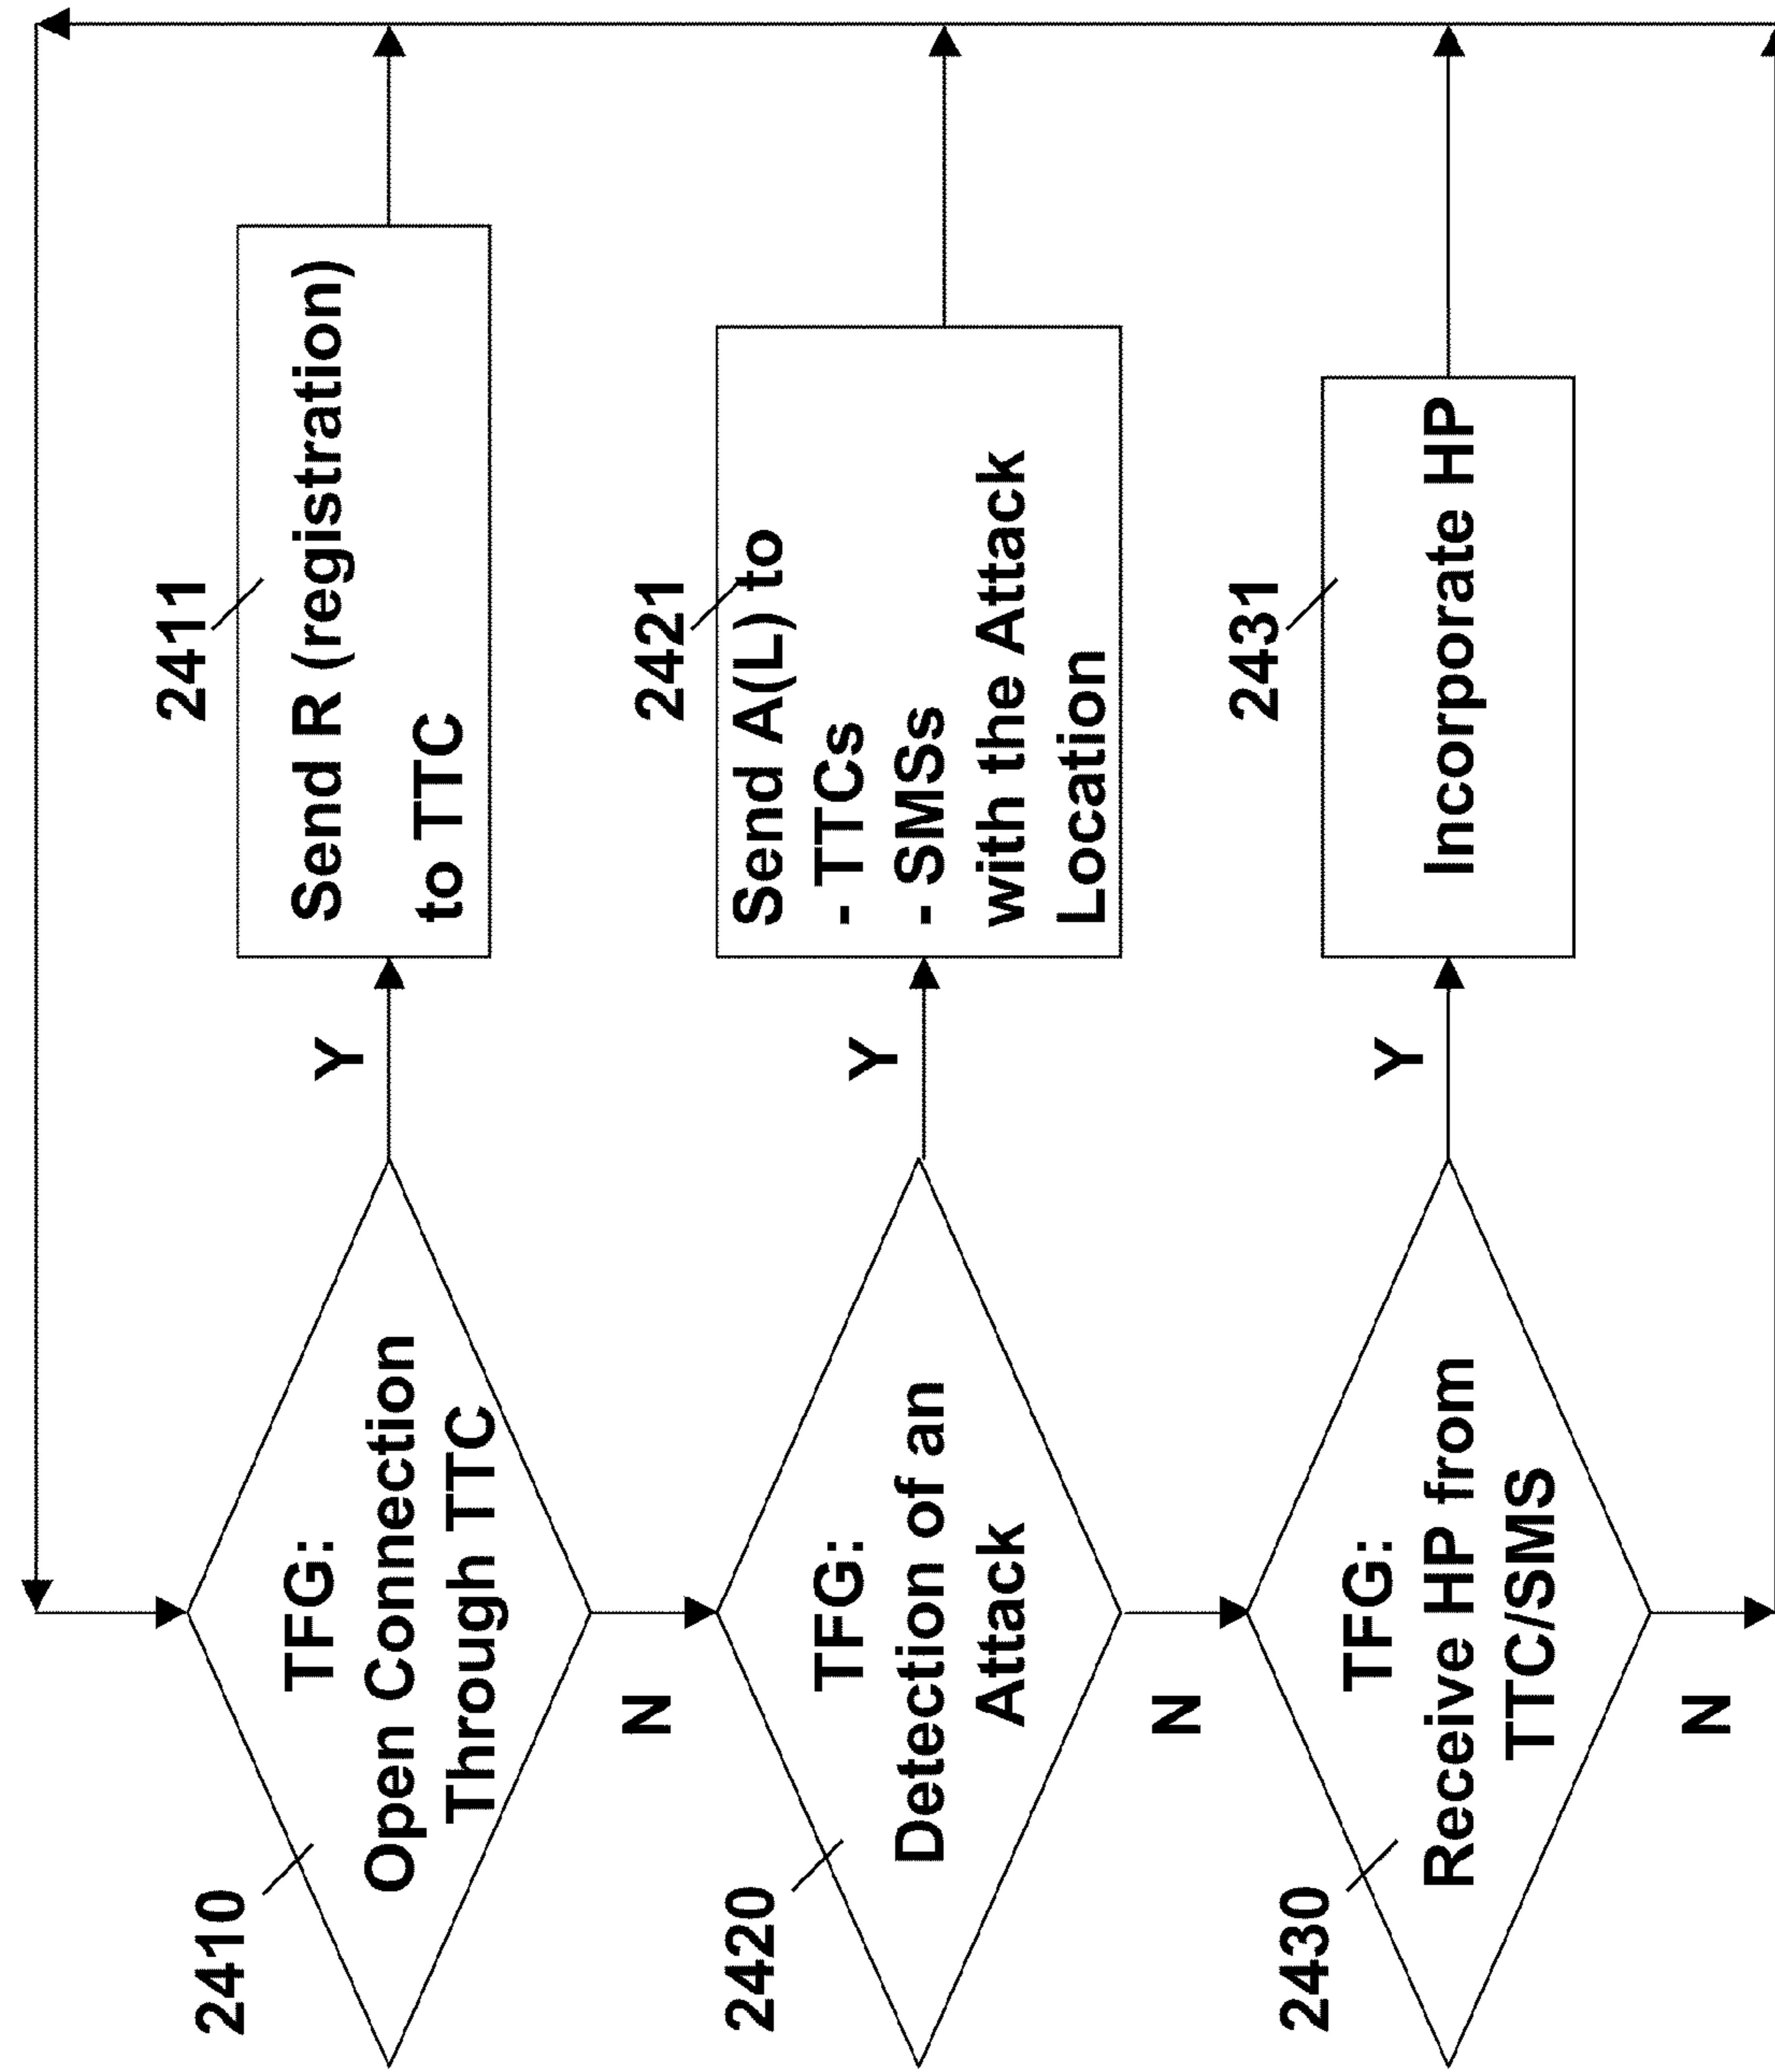 2410
TFG:
Open Connection
Through TTC
Y
2411
Send R (registration)
to TTC
N
2420
TFG:
Detection of an
Attack
Y
2421
Send A(L) to
- TTCs
- SMSs
with the Attack
Location
N
2430
TFG:
Receive HP from
TTC/SMS
Y
2431
Incorporate HP
N